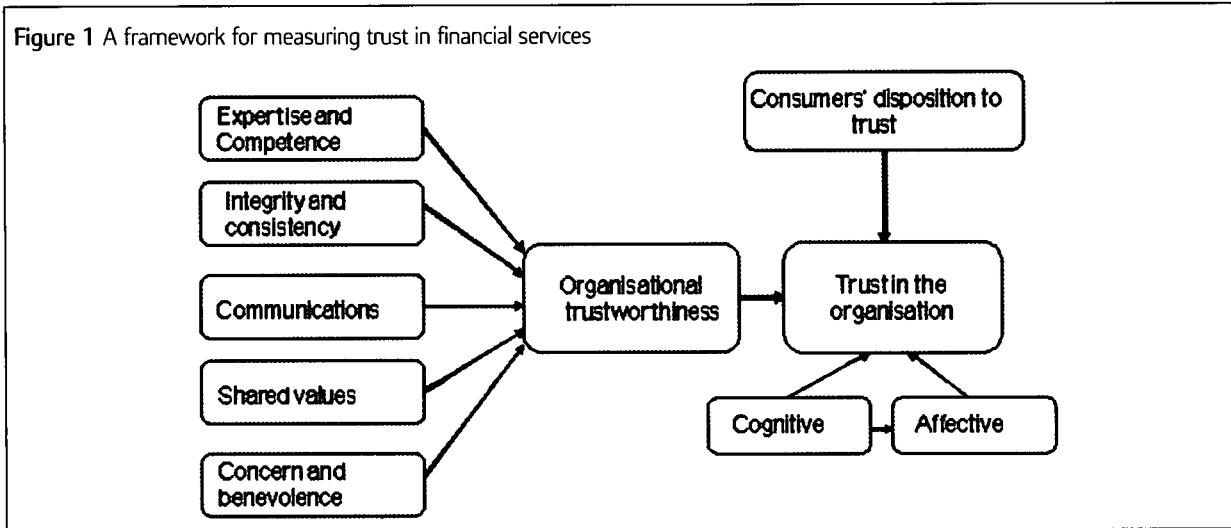 Figure 1 A framework for measuring trust in financial services
Expertise and
Competence
Integrity and
consistency
Communications
Shared values
Concern and
benevolence
Organisational
trustworthiness
Consumers' disposition to
trust
Trust in the
organisation
Cognitive
Affective